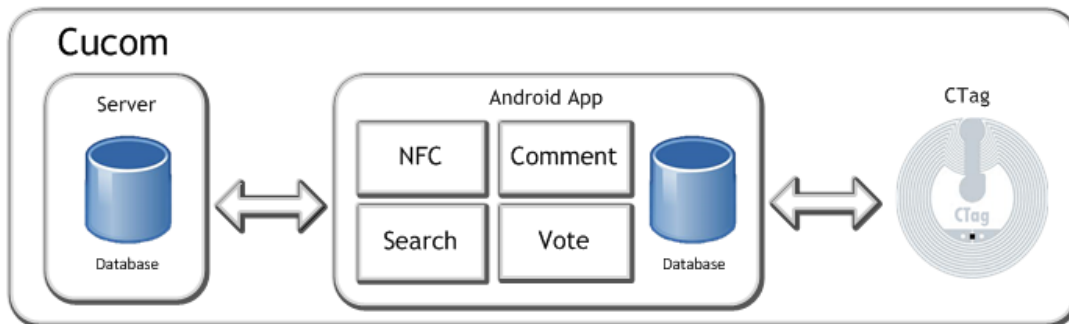 Cucom
Server
Database
Android App
NFC
Comment
Search
Vote
Database
CTag
CTag